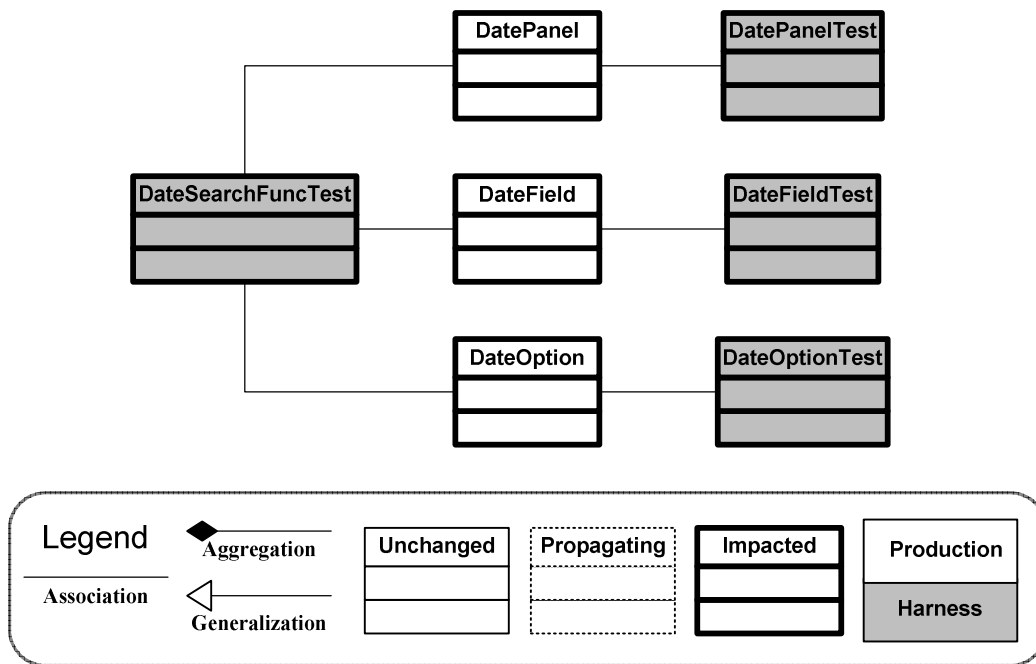 DatePanel
DatePanelTest
DateSearchFuncTest
DateField
DateFieldTest
DateOption
DateOptionTest
Legend
Association
Aggregation
Generalization
Unchanged
Propagating
Impacted
Production
Harness